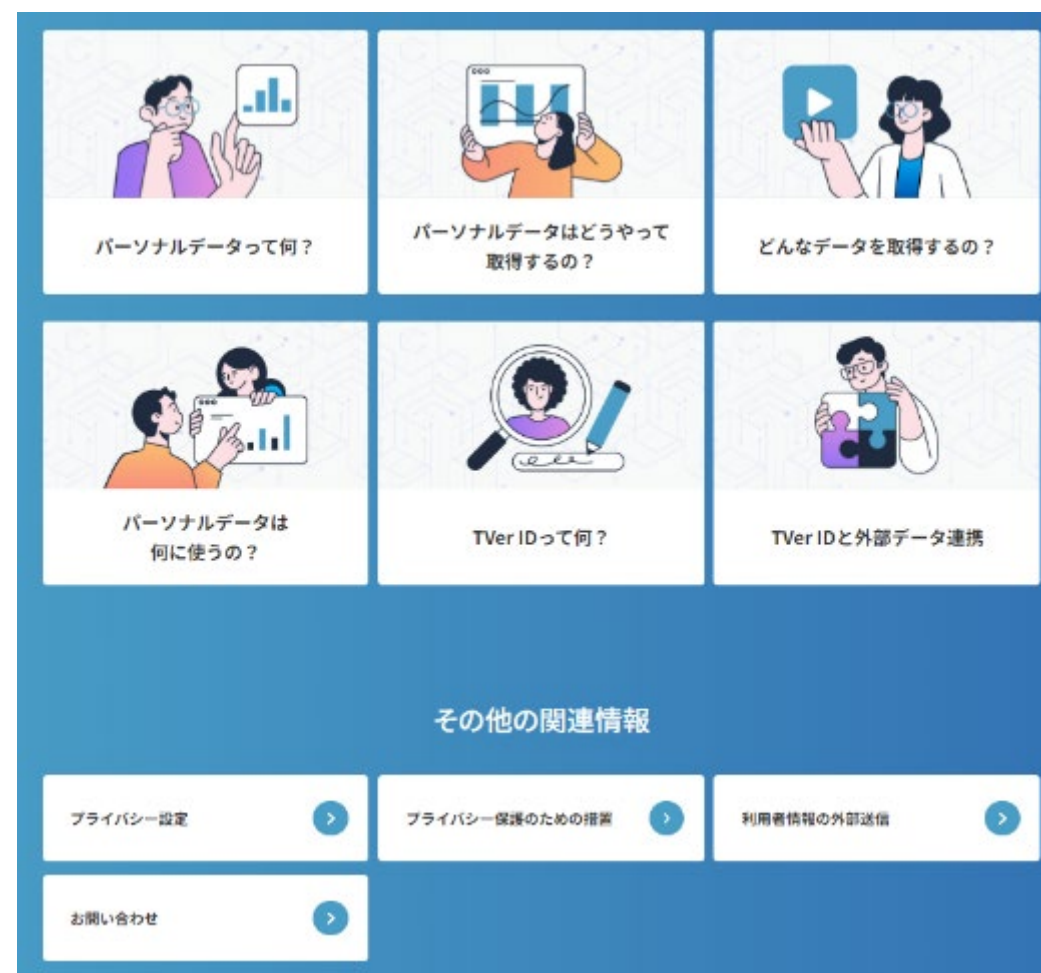 パーソナルデータって何？
パーソナルデータはどうやって
取得するの？
どんなデータを取得するの？
パーソナルデータは
何に使うの？
TVer IDって何？
TVer IDと外部データ連携
その他の関連情報
プライバシー設定
プライバシー保護のための措置
利用者情報の外部送信
お問い合わせ